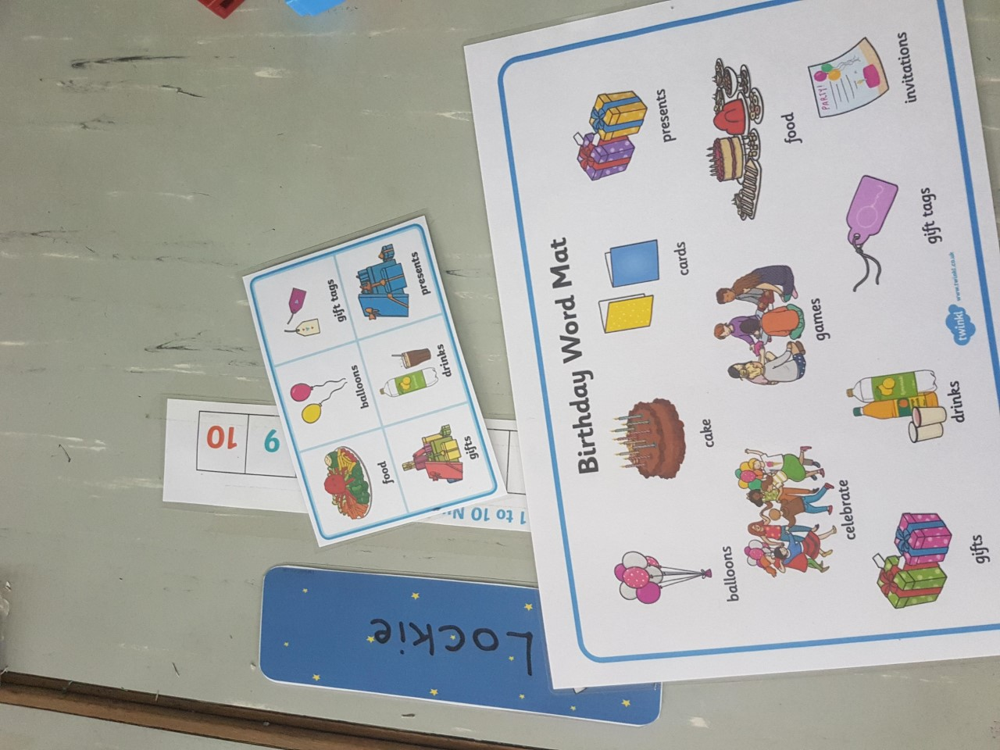 Birthday Word Mat
balloons
cake
cards
presents
celebrate
games
food
PARTY!
gifts
drinks
gift tags
invitations
twinkl
www.twinkl.co.uk
food
balloons
gift tags
gifts
drinks
presents
10
9
1 to 10 Nu
Lockie